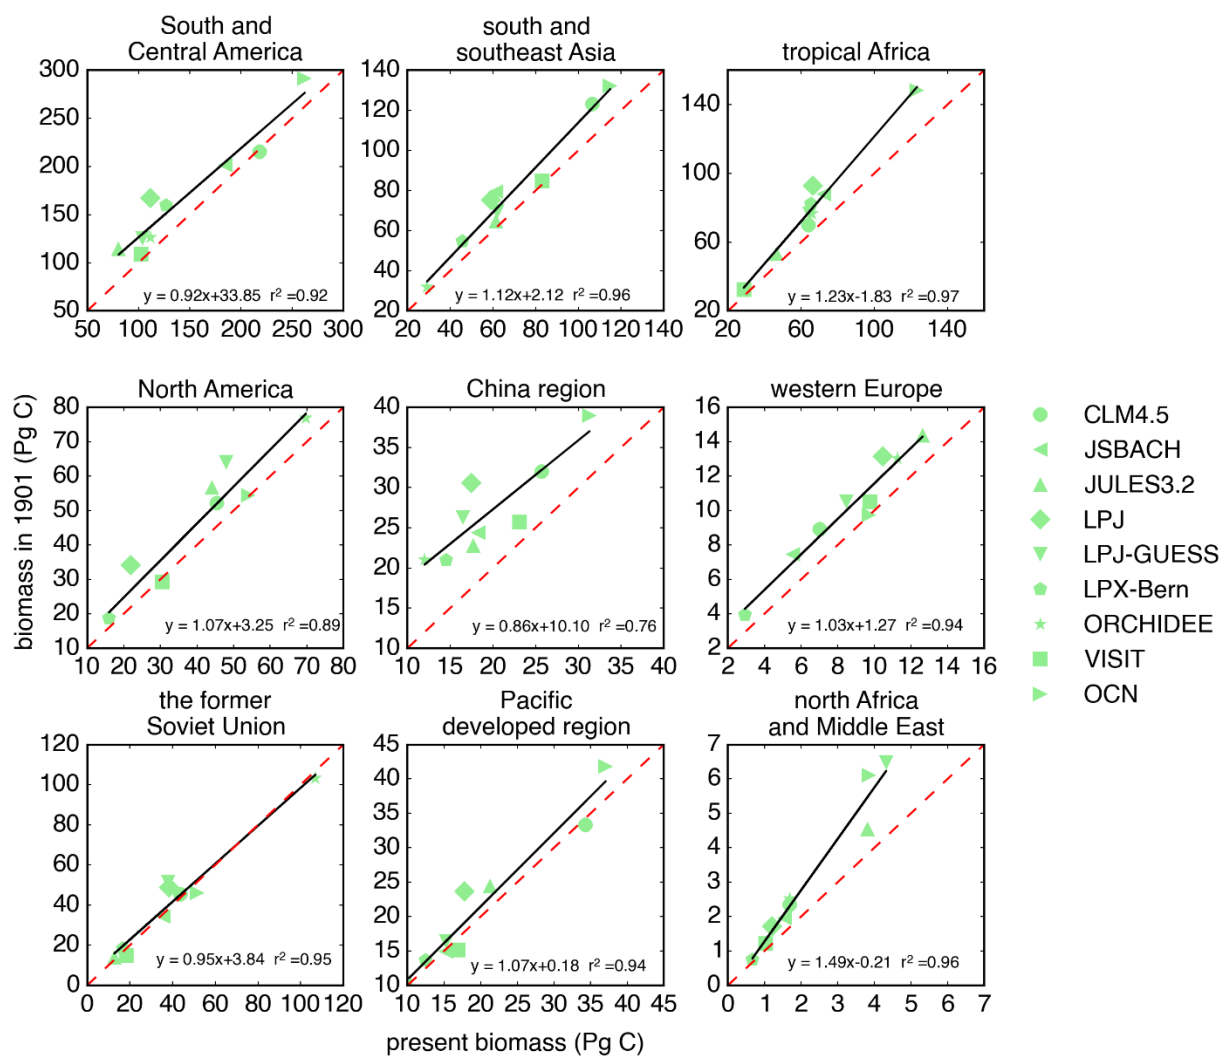 South and
Central America
300
250
200
150
100
50
50 100 150 200 250 300
y = 0.92x+33.85 r² =0.92
south and
southeast Asia
140
120
100
80
60
40
20
20 40 60 80 100 120 140
y = 1.12x+2.12 r² =0.96
tropical Africa
140
100
60
20
20 60 100 140
y = 1.23x-1.83 r² =0.97
biomass in 1901 (Pg C)
North America
80
70
60
50
40
30
20
10
10 20 30 40 50 60 70 80
y = 1.07x+3.25 r² =0.89
China region
40
35
30
25
20
15
10
10 15 20 25 30 35 40
y = 0.86x+10.10 r² =0.76
western Europe
16
14
12
10
8
6
4
2
2 4 6 8 10 12 14 16
y = 1.03x+1.27 r² =0.94
CLM4.5
JSBACH
JULES3.2
LPJ
LPJ-GUESS
LPX-Bern
ORCHIDEE
VISIT
OCN
the former
Soviet Union
120
100
80
60
40
20
0
0 20 40 60 80 100 120
y = 0.95x+3.84 r² =0.95
Pacific
developed region
45
40
35
30
25
20
15
10
10 15 20 25 30 35 40 45
y = 1.07x+0.18 r² =0.94
north Africa
and Middle East
7
6
5
4
3
2
1
0
0 1 2 3 4 5 6 7
y = 1.49x-0.21 r² =0.96
present biomass (Pg C)